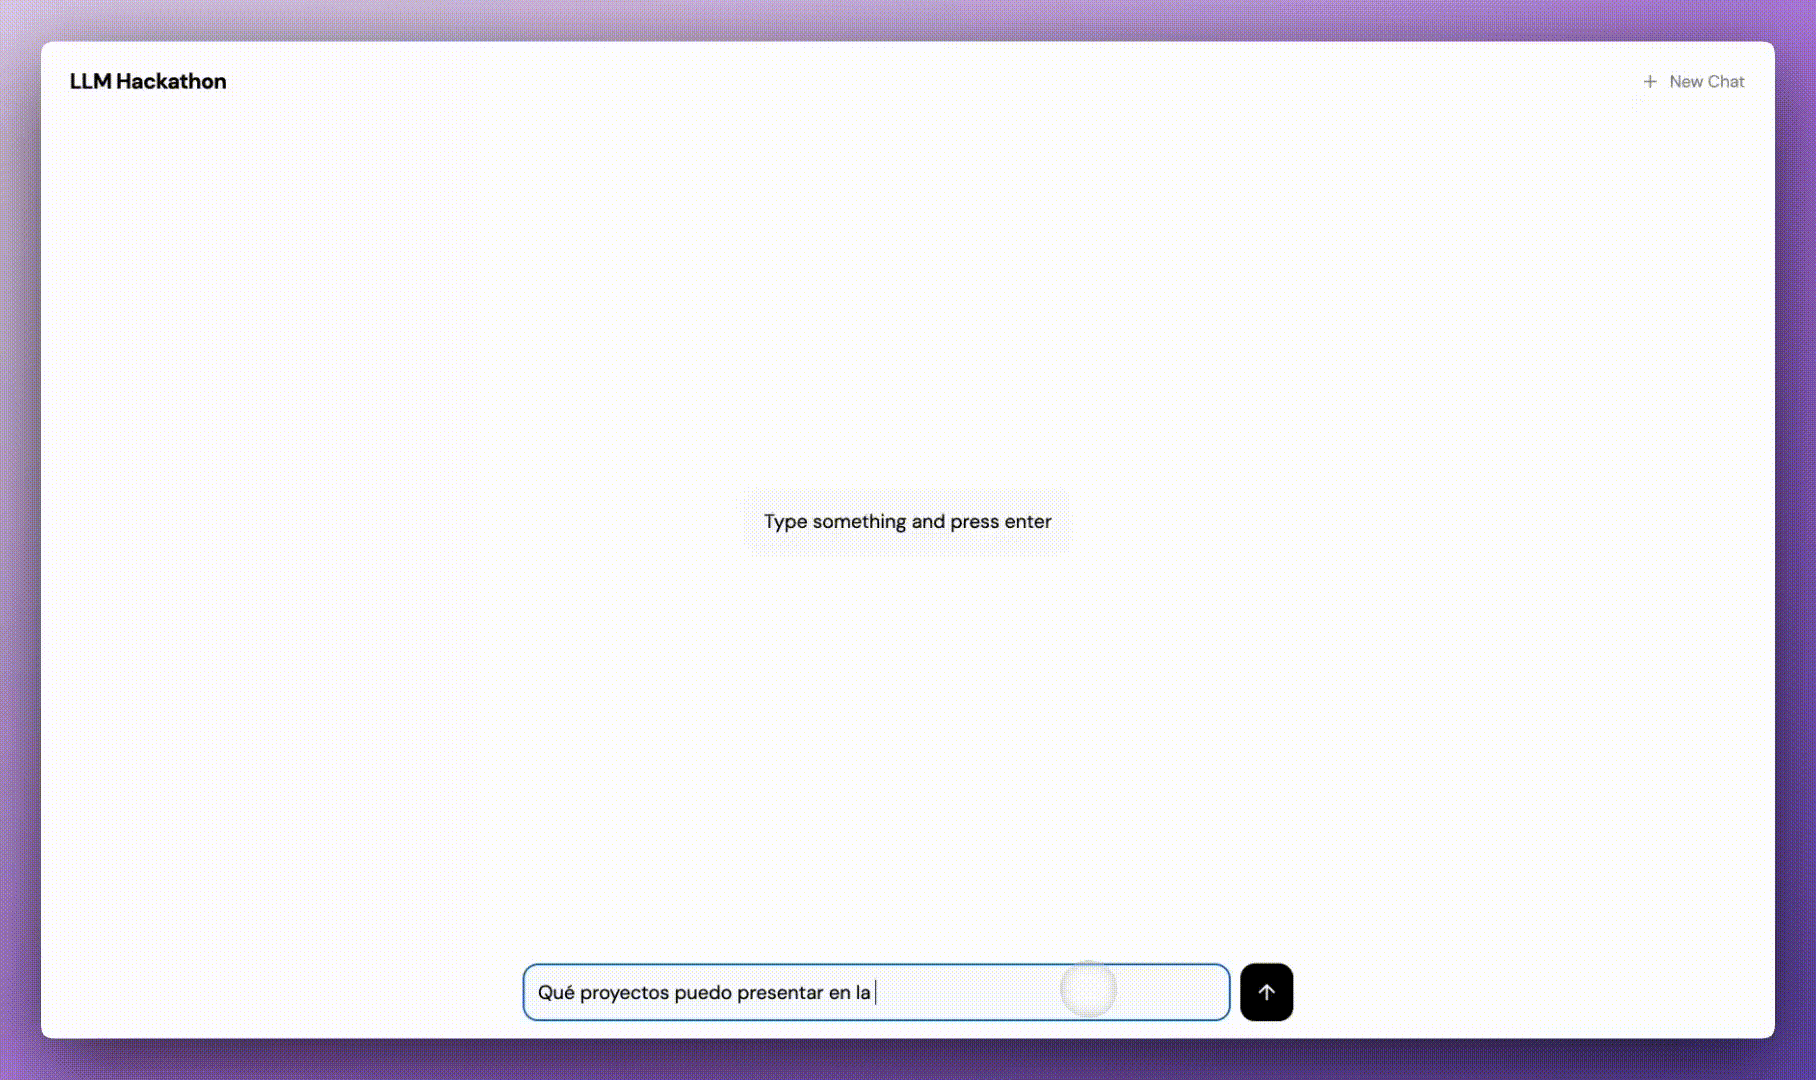 LLM Hackathon
+ New Chat
Type something and press enter
Qué proyectos puedo presentar en la